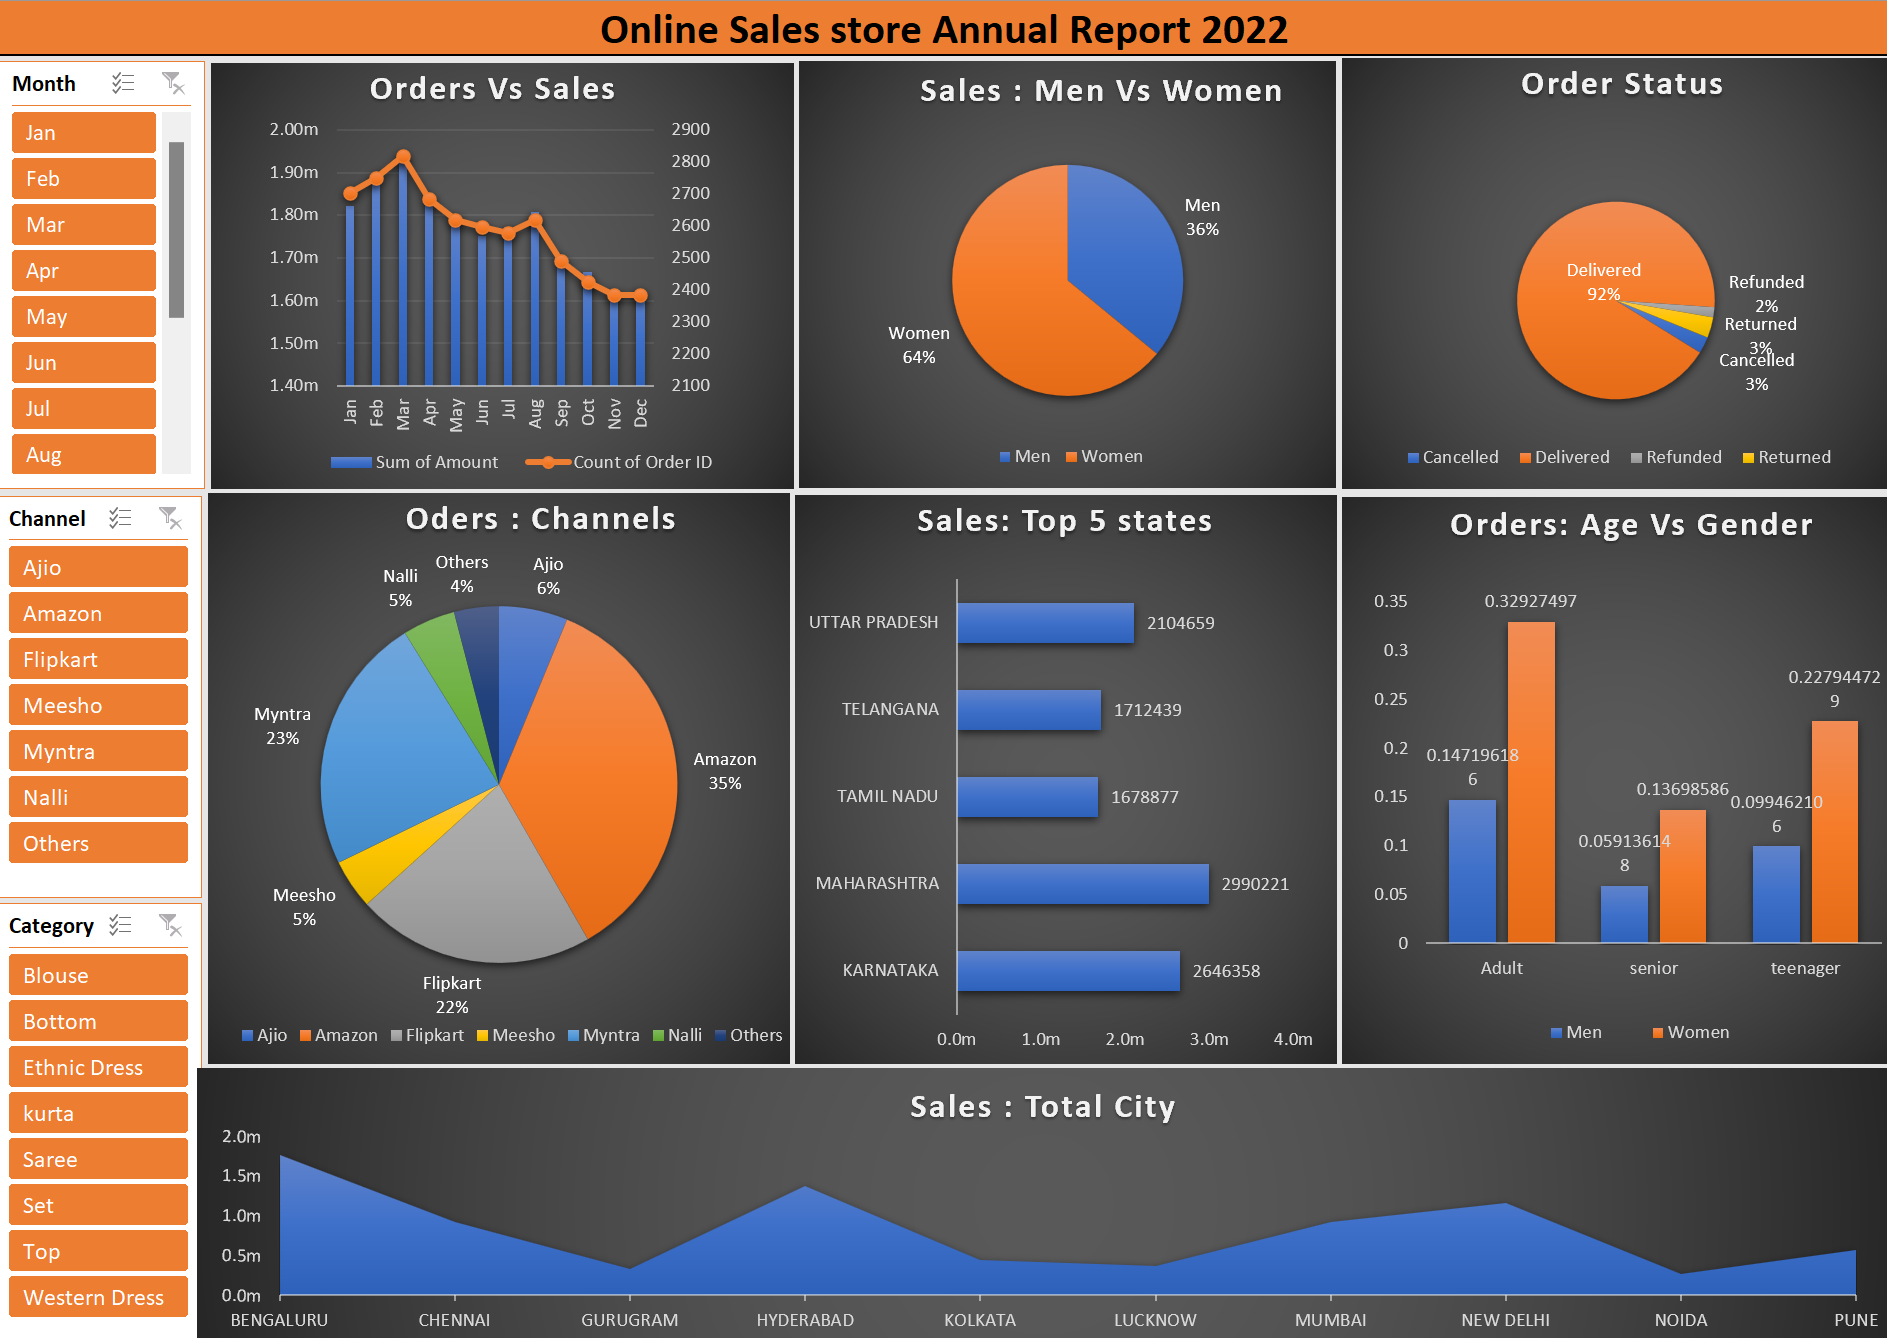 Online Sales store Annual Report 2022
Month
Jan
Feb
Mar
Apr
May
Jun
Jul
Aug
Channel
Ajio
Amazon
Flipkart
Meesho
Myntra
Nalli
Others
Category
Blouse
Bottom
Ethnic Dress
kurta
Saree
Set
Top
Western Dress
Orders Vs Sales
2.00m
1.90m
1.80m
1.70m
1.60m
1.50m
1.40m
2900
2800
2700
2600
2500
2400
2300
2200
2100
Jan
Feb
Mar
Apr
May
Jun
Jul
Aug
Sep
Oct
Nov
Dec
Sum of Amount
Count of Order ID
Sales : Men Vs Women
Men
36%
Women
64%
Men
Women
Order Status
Delivered
92%
Refunded
2%
Returned
3%
Cancelled
3%
Cancelled
Delivered
Refunded
Returned
Oders : Channels
Others
4%
Ajio
6%
Nalli
5%
Myntra
23%
Amazon
35%
Meesho
5%
Flipkart
22%
Ajio
Amazon
Flipkart
Meesho
Myntra
Nalli
Others
Sales: Top 5 states
UTTAR PRADESH
2104659
TELANGANA
1712439
TAMIL NADU
1678877
MAHARASHTRA
2990221
KARNATAKA
2646358
0.0m
1.0m
2.0m
3.0m
4.0m
Orders: Age Vs Gender
0.35
0.3
0.25
0.2
0.15
0.1
0.05
0
0.32927497
0.14719618
6
0.13698586
0.05913614
8
0.22794472
9
0.09946210
6
Adult
senior
teenager
Men
Women
Sales : Total City
2.0m
1.5m
1.0m
0.5m
0.0m
BENGALURU
CHENNAI
GURUGRAM
HYDERABAD
KOLKATA
LUCKNOW
MUMBAI
NEW DELHI
NOIDA
PUNE